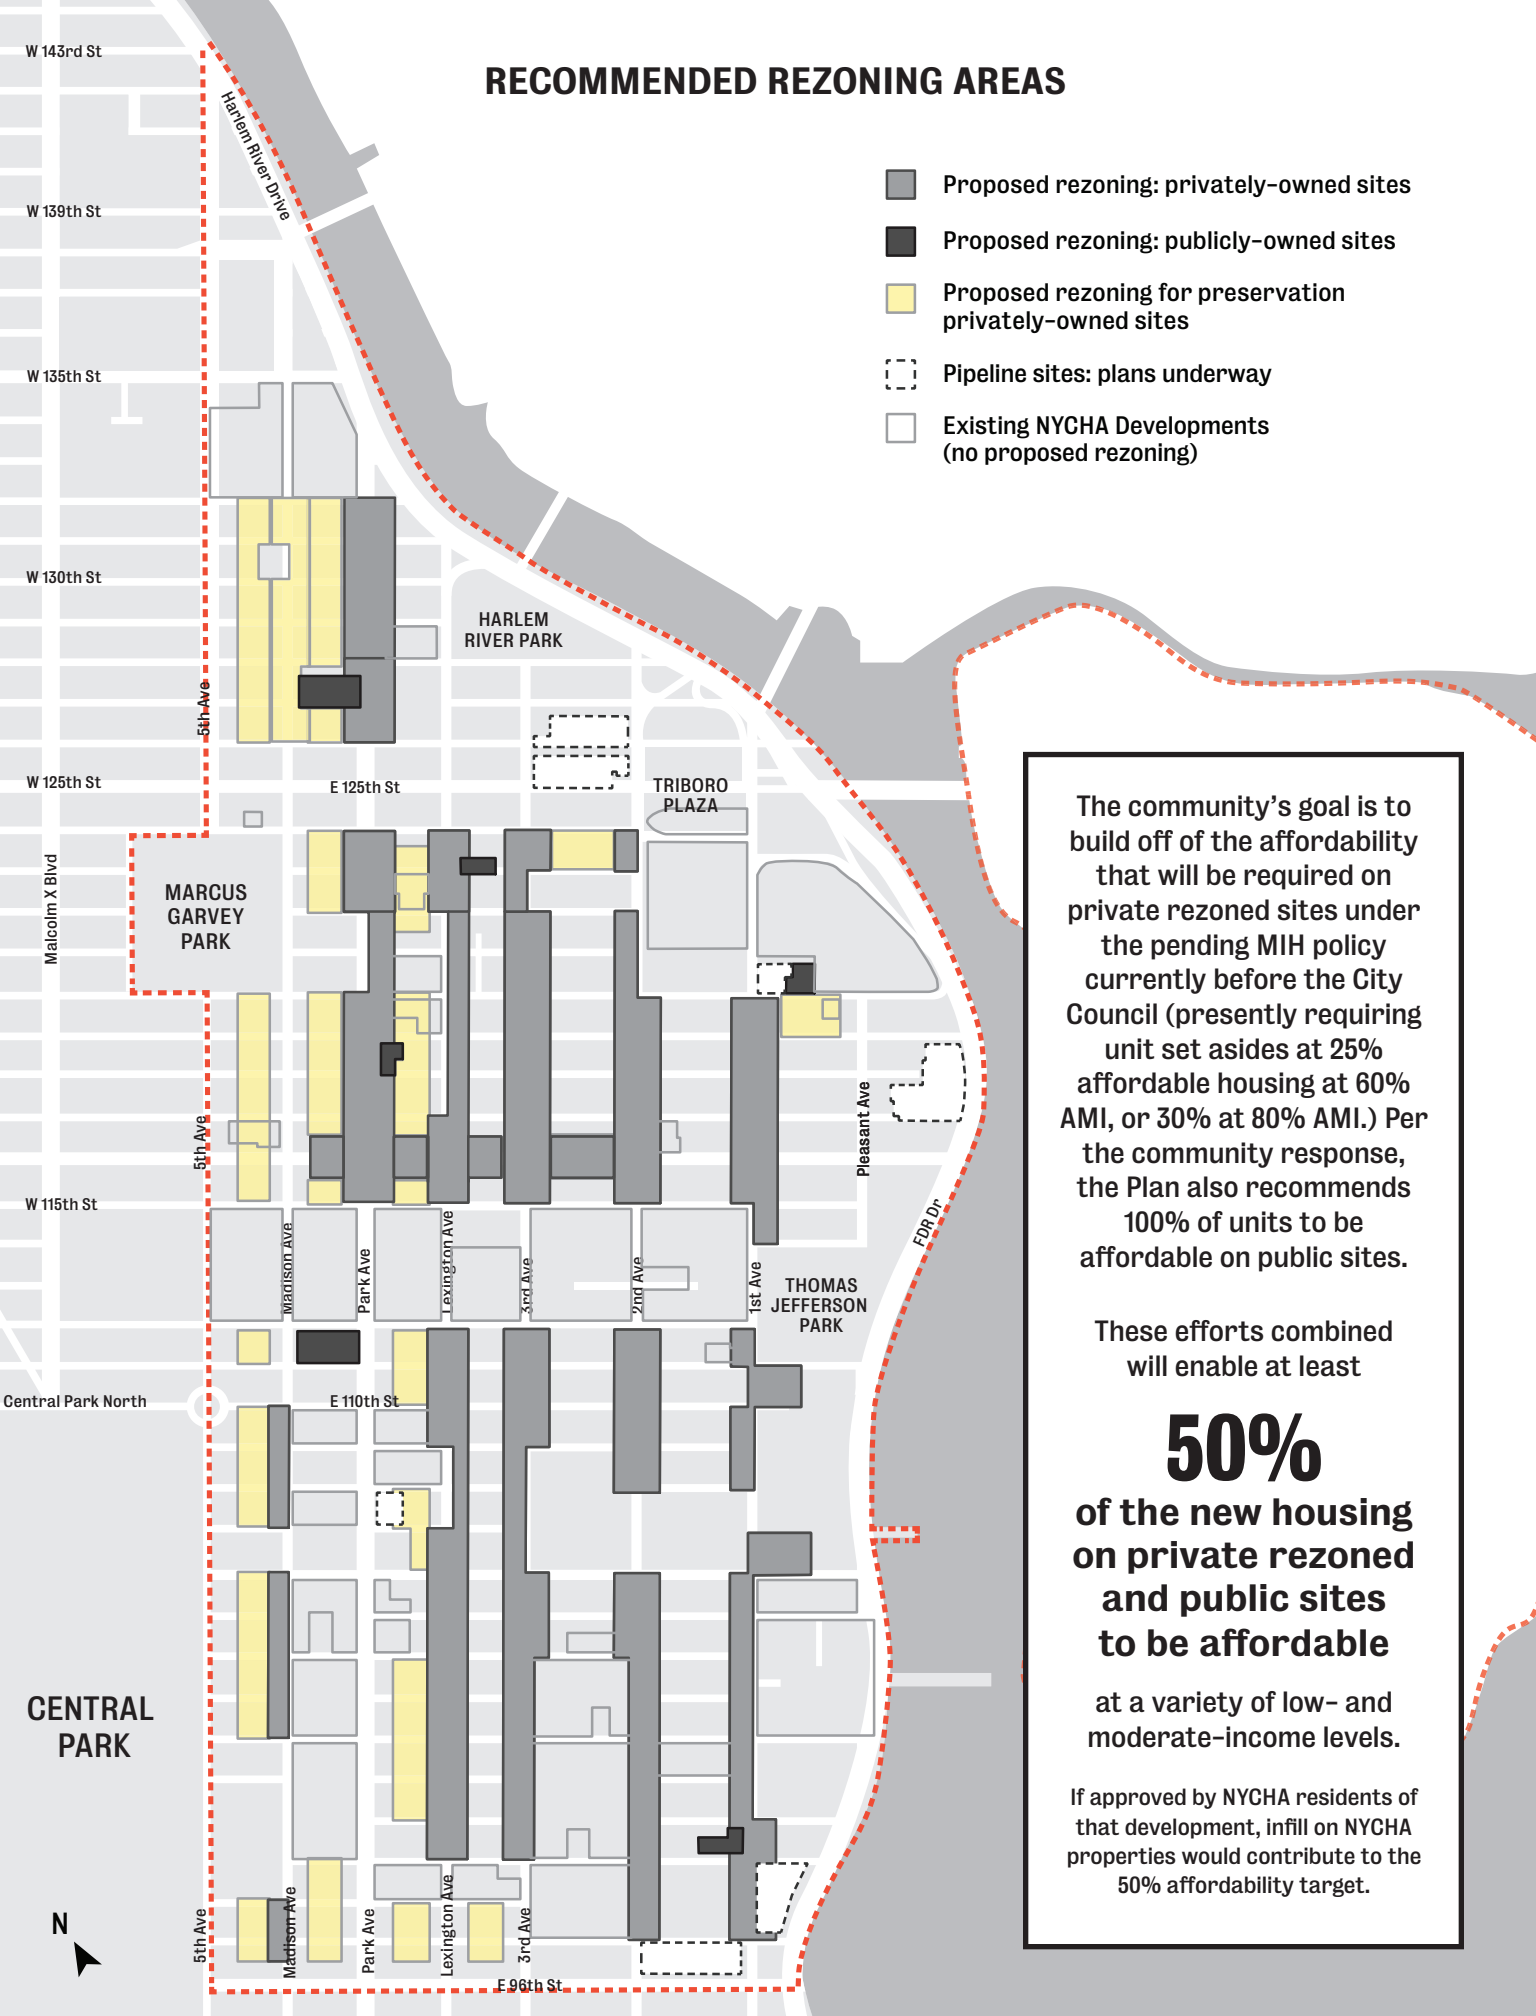 RECOMMENDED REZONING AREAS
Proposed rezoning: privately-owned sites
Proposed rezoning: publicly-owned sites
Proposed rezoning for preservation
privately-owned sites
Pipeline sites: plans underway
Existing NYCHA Developments
(no proposed rezoning)
W 143rd St
Harlem River Drive
W 139th St
W 135th St
W 130th St
HARLEM
RIVER PARK
5th Ave
W 125th St
E 125th St
TRIBORO
PLAZA
Malcolm X Blvd
MARCUS
GARVEY
PARK
5th Ave
Pleasant Ave
W 115th St
FDR Dr
Madison Ave
Park Ave
Lexington Ave
3rd Ave
2nd Ave
1st Ave
THOMAS
JEFFERSON
PARK
Central Park North
E 110th St
CENTRAL
PARK
N
5th Ave
Madison Ave
Park Ave
Lexington Ave
3rd Ave
E 96th St
The community’s goal is to
build off of the affordability
that will be required on
private rezoned sites under
the pending MIH policy
currently before the City
Council (presently requiring
unit set asides at 25%
affordable housing at 60%
AMI, or 30% at 80% AMI.) Per
the community response,
the Plan also recommends
100% of units to be
affordable on public sites.
These efforts combined
will enable at least
50%
of the new housing
on private rezoned
and public sites
to be affordable
at a variety of low- and
moderate-income levels.
If approved by NYCHA residents of
that development, infill on NYCHA
properties would contribute to the
50% affordability target.